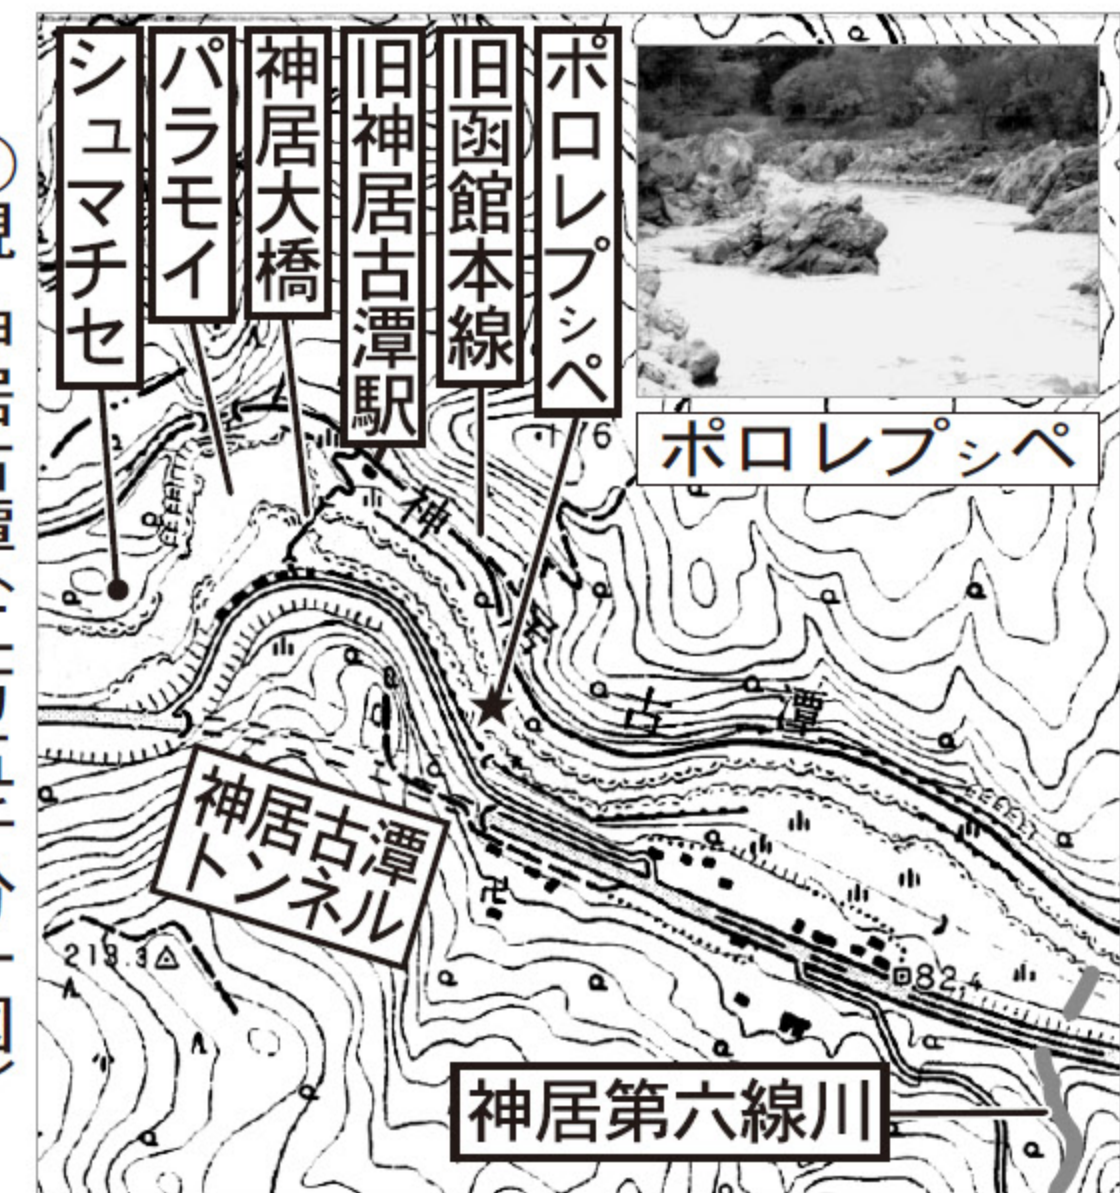 ポロレプㇱペ
旧函館本線
旧神居古潭駅
神居大橋
パラモイ
シュマチセ
ポロレプㇱペ
神
古
潭
神居古潭
トンネル
213.3
82.4
神居第六線川